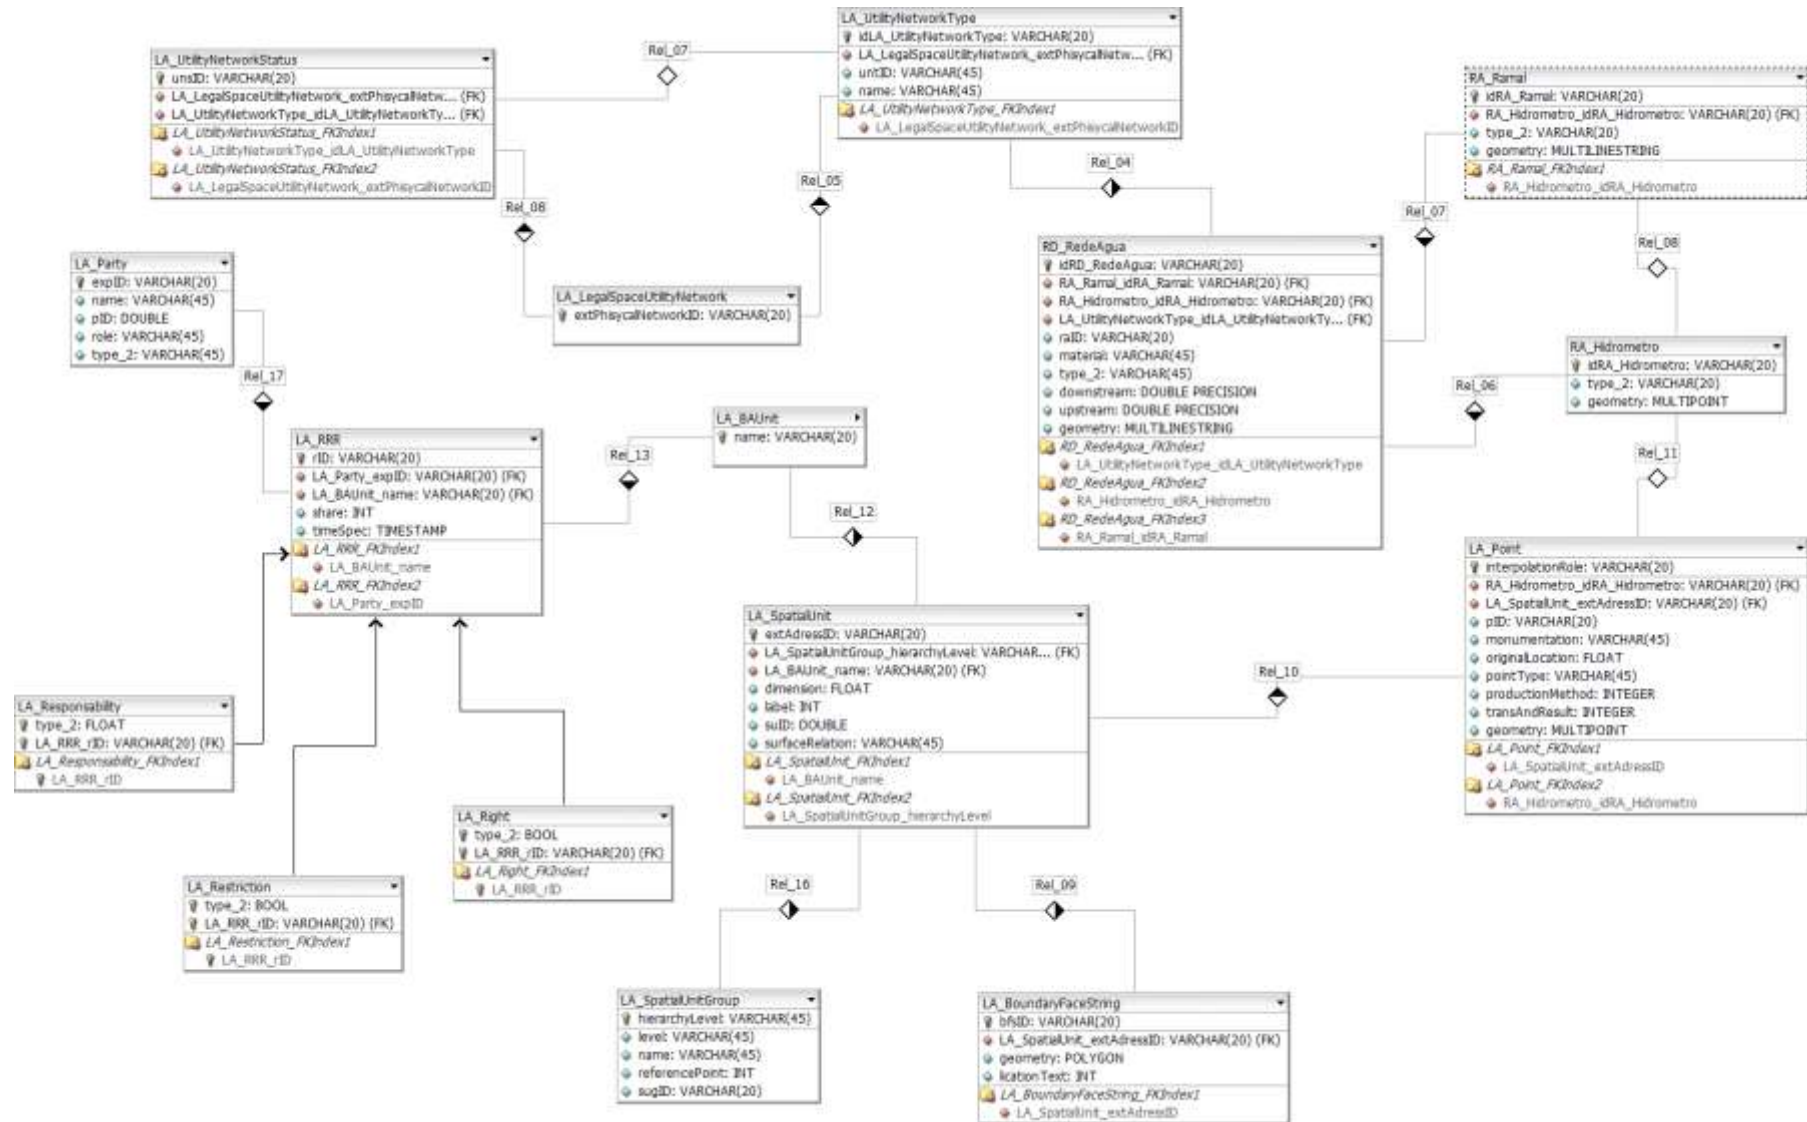 LA_UtilityNetworkStatus
unsID: VARCHAR(20)
LA_LegalSpaceUtilityNetwork_extPhisycalNetw... (FK)
LA_UtilityNetworkType_idLA_UtilityNetworkTy... (FK)
LA_UtilityNetworkStatus_FKIndex1
LA_UtilityNetworkType_idLA_UtilityNetworkType
LA_UtilityNetworkStatus_FKIndex2
LA_LegalSpaceUtilityNetwork_extPhisycalNetworkID
Rel_07
LA_UtilityNetworkType
idLA_UtilityNetworkType: VARCHAR(20)
LA_LegalSpaceUtilityNetwork_extPhisycalNetw... (FK)
untID: VARCHAR(45)
name: VARCHAR(45)
LA_UtilityNetworkType_FKIndex1
LA_LegalSpaceUtilityNetwork_extPhisycalNetworkID
RA_Ramal
idRA_Ramal: VARCHAR(20)
RA_Hidrometro_idRA_Hidrometro: VARCHAR(20) (FK)
type_2: VARCHAR(20)
geometry: MULTILINESTRING
RA_Ramal_FKIndex1
RA_Hidrometro_idRA_Hidrometro
Rel_04
Rel_05
Rel_07
Rel_08
LA_Party
expID: VARCHAR(20)
name: VARCHAR(45)
pID: DOUBLE
role: VARCHAR(45)
type_2: VARCHAR(45)
LA_LegalSpaceUtilityNetwork
extPhisycalNetworkID: VARCHAR(20)
RD_RedeAgua
idRD_RedeAgua: VARCHAR(20)
RA_Ramal_idRA_Ramal: VARCHAR(20) (FK)
RA_Hidrometro_idRA_Hidrometro: VARCHAR(20) (FK)
LA_UtilityNetworkType_idLA_UtilityNetworkTy... (FK)
raID: VARCHAR(20)
material: VARCHAR(45)
type_2: VARCHAR(45)
downstream: DOUBLE PRECISION
upstream: DOUBLE PRECISION
geometry: MULTILINESTRING
RD_RedeAgua_FKIndex1
LA_UtilityNetworkType_idLA_UtilityNetworkType
RD_RedeAgua_FKIndex2
RA_Hidrometro_idRA_Hidrometro
RD_RedeAgua_FKIndex3
RA_Ramal_idRA_Ramal
RA_Hidrometro
idRA_Hidrometro: VARCHAR(20)
type_2: VARCHAR(20)
geometry: MULTIPOINT
Rel_06
Rel_17
Rel_11
LA_RRR
rID: VARCHAR(20)
LA_Party_expID: VARCHAR(20) (FK)
LA_BAUnit_name: VARCHAR(20) (FK)
share: INT
timeSpec: TIMESTAMP
LA_RRR_FKIndex1
LA_BAUnit_name
LA_RRR_FKIndex2
LA_Party_expID
Rel_13
LA_BAUnit
name: VARCHAR(20)
Rel_12
LA_Point
interpolationRole: VARCHAR(20)
RA_Hidrometro_idRA_Hidrometro: VARCHAR(20) (FK)
LA_SpatialUnit_extAdressID: VARCHAR(20) (FK)
pID: VARCHAR(20)
monumentation: VARCHAR(45)
originalLocation: FLOAT
pointType: VARCHAR(45)
productionMethod: INTEGER
transAndResult: INTEGER
geometry: MULTIPOINT
LA_Point_FKIndex1
LA_SpatialUnit_extAdressID
LA_Point_FKIndex2
RA_Hidrometro_idRA_Hidrometro
LA_SpatialUnit
extAdressID: VARCHAR(20)
LA_SpatialUnitGroup_hierarchyLevel: VARCHAR... (FK)
LA_BAUnit_name: VARCHAR(20) (FK)
dimension: FLOAT
label: INT
suID: DOUBLE
surfaceRelation: VARCHAR(45)
LA_SpatialUnit_FKIndex1
LA_BAUnit_name
LA_SpatialUnit_FKIndex2
LA_SpatialUnitGroup_hierarchyLevel
Rel_10
LA_Responsability
type_2: FLOAT
LA_RRR_rID: VARCHAR(20) (FK)
LA_Responsability_FKIndex1
LA_RRR_rID
LA_Right
type_2: BOOL
LA_RRR_rID: VARCHAR(20) (FK)
LA_Right_FKIndex1
LA_RRR_rID
LA_Restriction
type_2: BOOL
LA_RRR_rID: VARCHAR(20) (FK)
LA_Restriction_FKIndex1
LA_RRR_rID
Rel_16
Rel_09
LA_SpatialUnitGroup
hierarchyLevel: VARCHAR(45)
level: VARCHAR(45)
name: VARCHAR(45)
referencePoint: INT
sugID: VARCHAR(20)
LA_BoundaryFaceString
bfsID: VARCHAR(20)
LA_SpatialUnit_extAdressID: VARCHAR(20) (FK)
geometry: POLYGON
LA_BoundaryFaceString_FKIndex1
LA_SpatialUnit_extAdressID